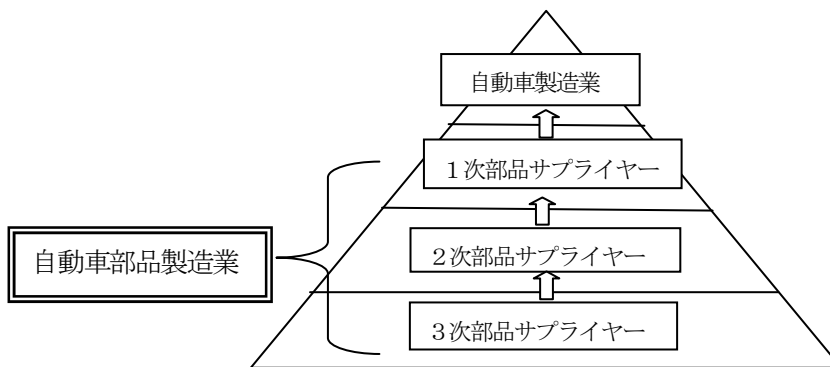 自動車製造業
１次部品サプライヤー
自動車部品製造業
２次部品サプライヤー
３次部品サプライヤー